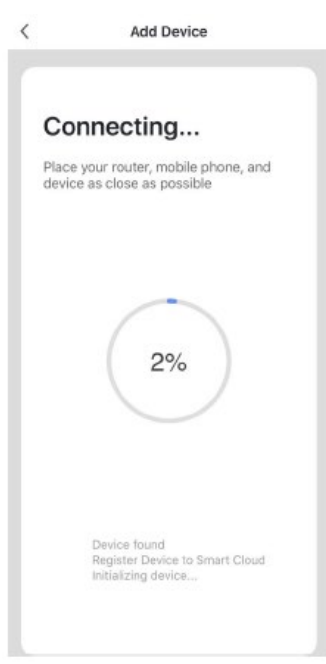 Add Device
Connecting...
Place your router, mobile phone, and
device as close as possible
2%
Device found
Register Device to Smart Cloud
Initializing device...